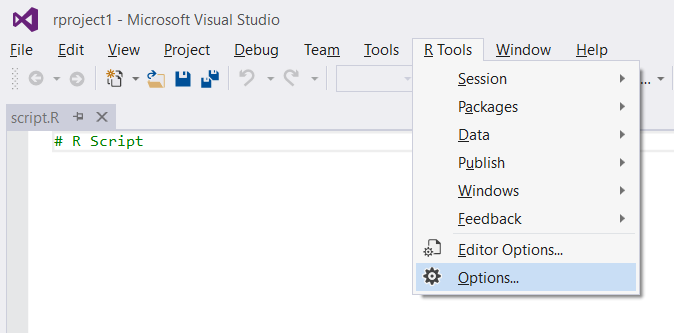 rproject1 - Microsoft Visual Studio
File Edit View Project Debug Team Tools R Tools Window Help
Session
Packages
Data
Publish
Windows
Feedback
Editor Options...
Options...
script.R
# R Script